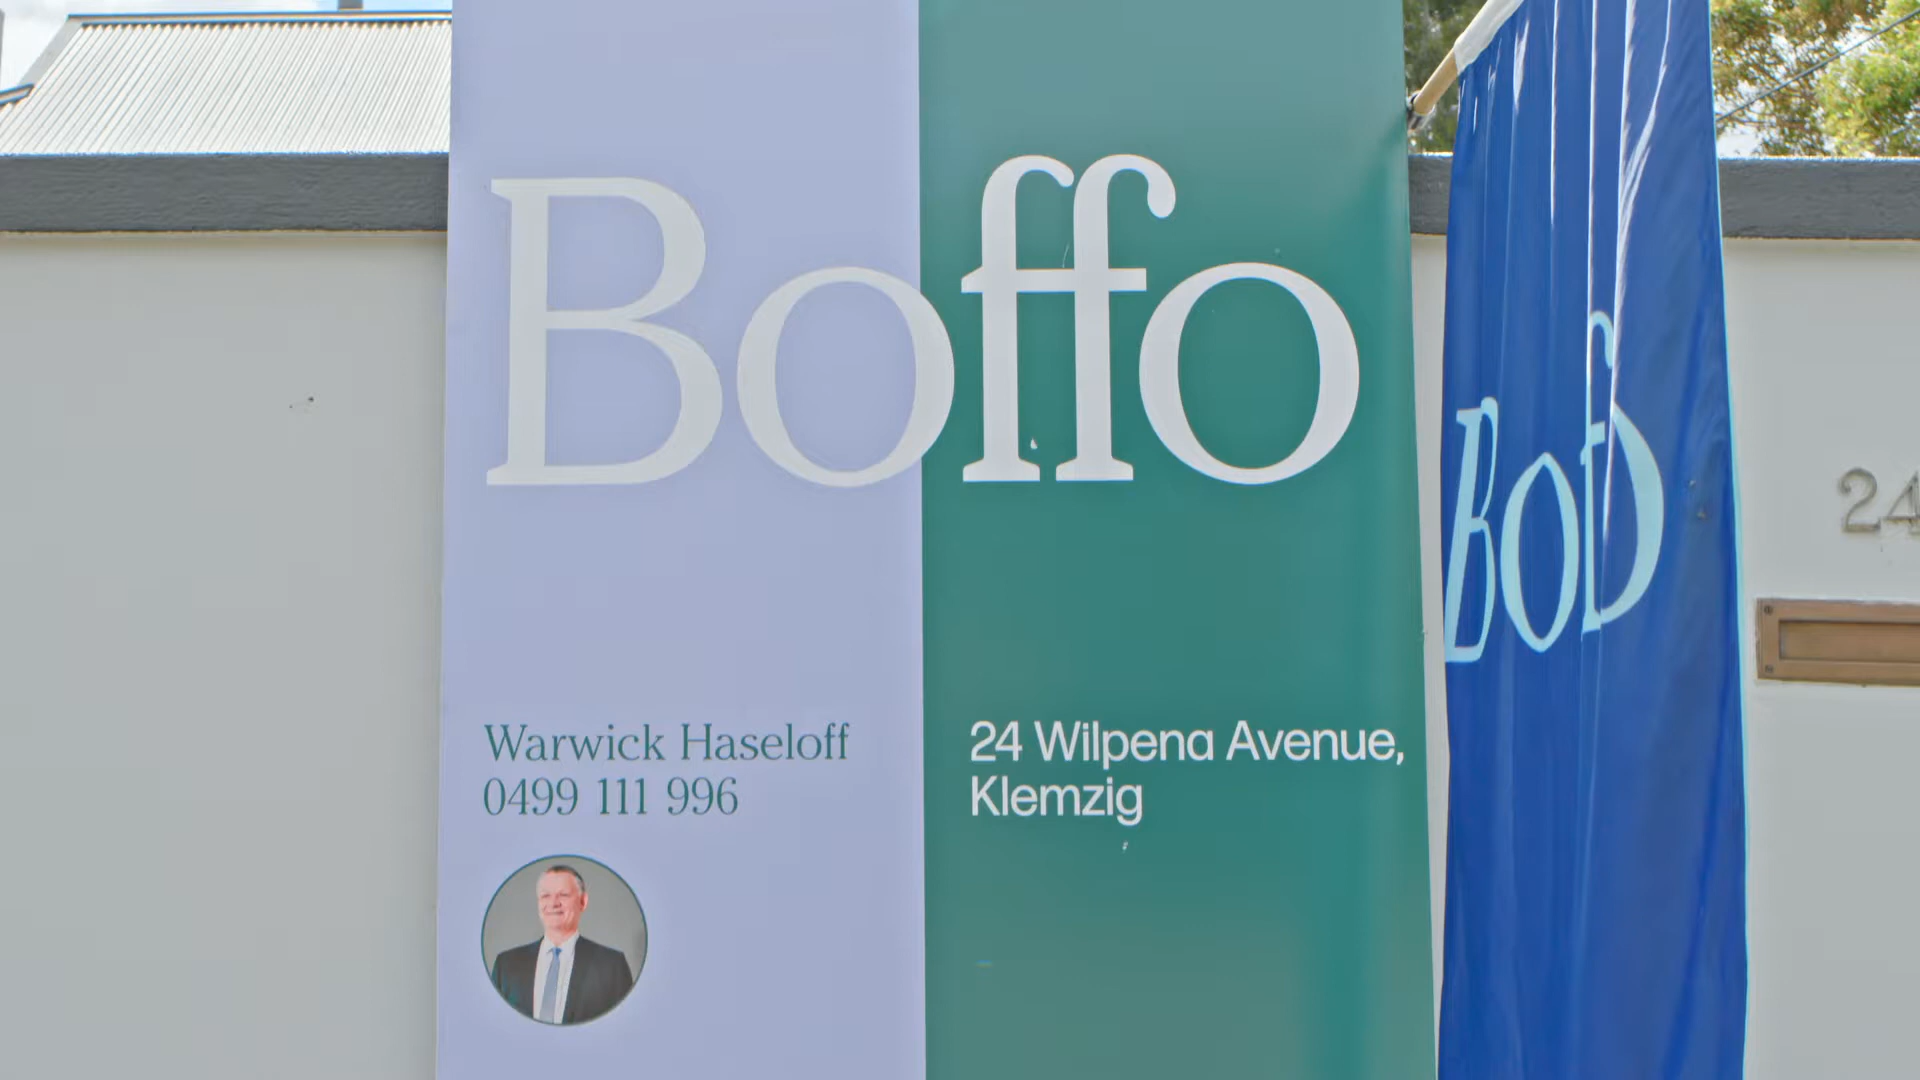 Boffo
Warwick Haseloff
0499 111 996
24 Wilpena Avenue,
Klemzig
24